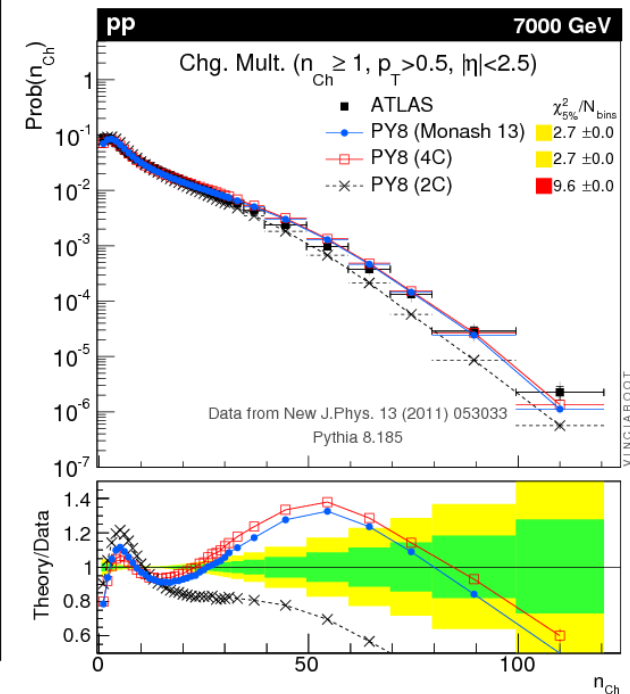 pp 7000 GeV
Chg. Mult. (n_Ch ≥ 1, p_T>0.5, |η|<2.5)
Prob(n_Ch)
χ²_5%/N_bins
ATLAS
PY8 (Monash 13) 2.7 ±0.0
PY8 (4C) 2.7 ±0.0
PY8 (2C) 9.6 ±0.0
1
10⁻¹
10⁻²
10⁻³
10⁻⁴
10⁻⁵
10⁻⁶
10⁻⁷
Data from New J.Phys. 13 (2011) 053033
Pythia 8.185
VINCIAROOT
Theory/Data
1.4
1.2
1
0.8
0.6
0 50 100
n_Ch